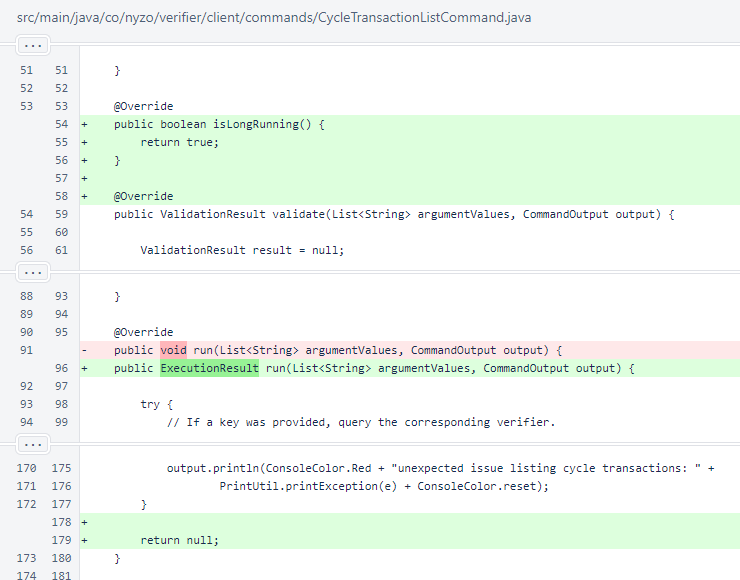 src/main/java/co/nyzo/verifier/client/commands/CycleTransactionListCommand.java
...
51 51 }
52 52
53 53 @Override
54 + public boolean isLongRunning() {
55 + return true;
56 + }
57 +
58 + @Override
54 59 public ValidationResult validate(List<String> argumentValues, CommandOutput output) {
55 60
56 61 ValidationResult result = null;
...
88 93 }
89 94
90 95 @Override
91 - public void run(List<String> argumentValues, CommandOutput output) {
96 + public ExecutionResult run(List<String> argumentValues, CommandOutput output) {
92 97
93 98 try {
94 99 // If a key was provided, query the corresponding verifier.
...
170 175 output.println(ConsoleColor.Red + "unexpected issue listing cycle transactions: " +
171 176 PrintUtil.printException(e) + ConsoleColor.reset);
172 177 }
178 +
179 + return null;
173 180 }
174 181